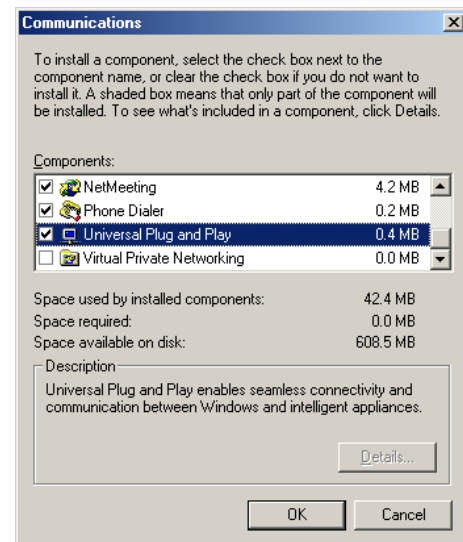 Communications
To install a component, select the check box next to the
component name, or clear the check box if you do not want to
install it. A shaded box means that only part of the component will
be installed. To see what's included in a component, click Details.
Components:
NetMeeting 4.2 MB
Phone Dialer 0.2 MB
Universal Plug and Play 0.4 MB
Virtual Private Networking 0.0 MB
Space used by installed components: 42.4 MB
Space required: 0.0 MB
Space available on disk: 608.5 MB
Description
Universal Plug and Play enables seamless connectivity and
communication between Windows and intelligent appliances.
Details...
OK Cancel